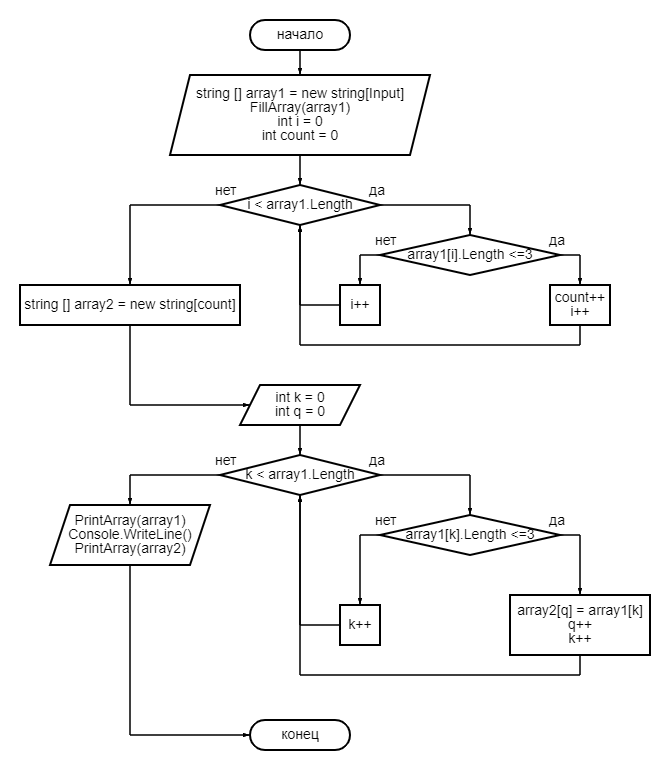 начало
string [] array1 = new string[Input]
FillArray(array1)
int i = 0
int count = 0
нет
да
i < array1.Length
нет
да
array1[i].Length <=3
string [] array2 = new string[count]
i++
count++
i++
int k = 0
int q = 0
нет
да
k < array1.Length
PrintArray(array1)
Console.WriteLine()
PrintArray(array2)
нет
да
array1[k].Length <=3
k++
array2[q] = array1[k]
q++
k++
конец